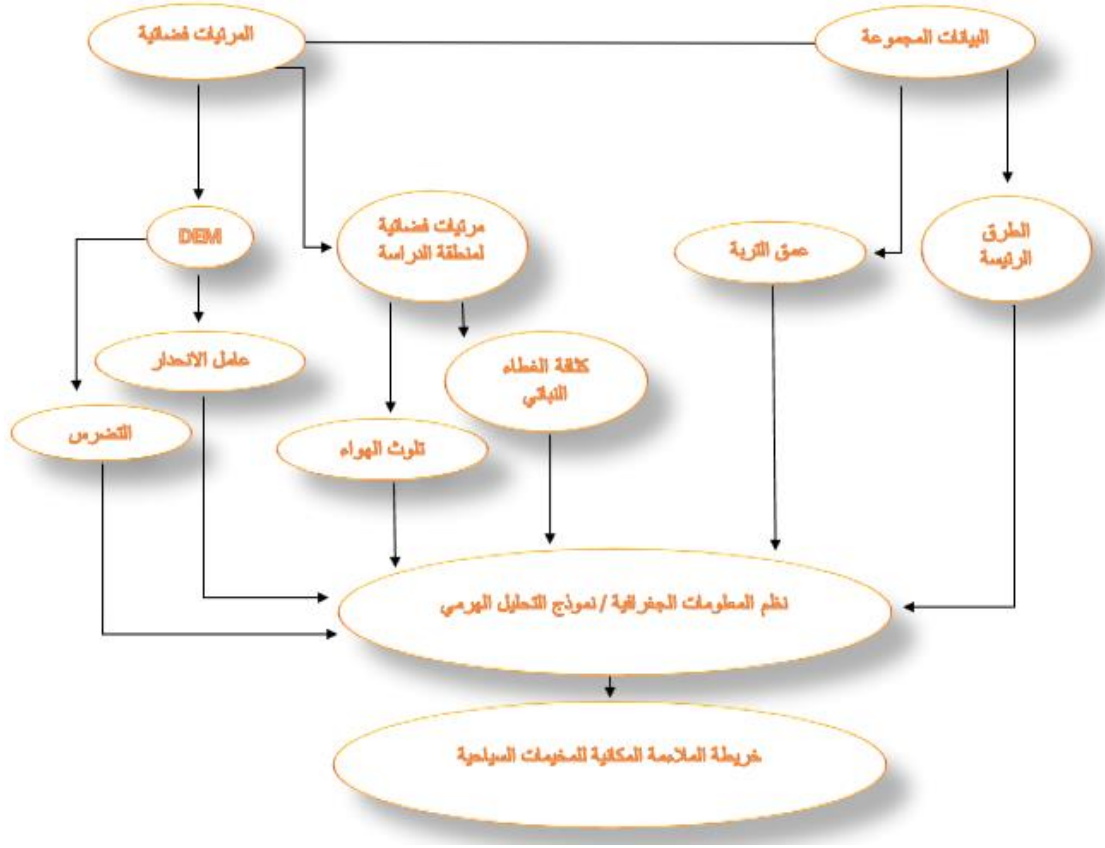 المرئيات فضائية
البيانات المجموعة
DEM
مرئيات فضائية
لمنطقة الدراسة
عمق التربة
الطرق
الرئيسة
عامل الانحدار
كثافة الغطاء
النباتي
التضرس
تلوث الهواء
نظم المعلومات الجغرافية / نموذج التحليل الهرمي
خريطة الملاءمة المكانية للمخيمات السياحية